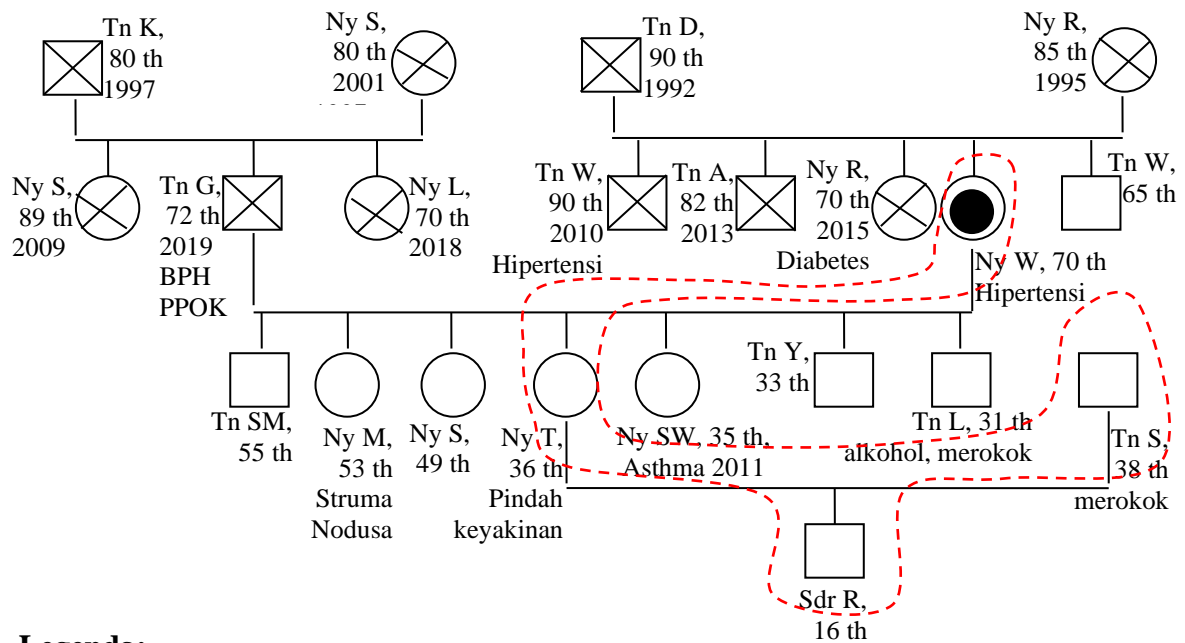 Tn K,
80 th
1997
Ny S,
80 th
2001
Tn D,
90 th
1992
Ny R,
85 th
1995
Ny S,
89 th
2009
Tn G,
72 th
2019
BPH
PPOK
Ny L,
70 th
2018
Tn W,
90 th
2010
Hipertensi
Tn A,
82 th
2013
Ny R,
70 th
2015
Diabetes
Ny W, 70 th
Hipertensi
Tn W,
65 th
Tn SM,
55 th
Ny M,
53 th
Struma
Nodusa
Ny S,
49 th
Ny T,
36 th
Pindah
keyakinan
Ny SW, 35 th,
Asthma 2011
Tn Y,
33 th
Tn L, 31 th
alkohol, merokok
Tn S,
38 th
merokok
Sdr R,
16 th